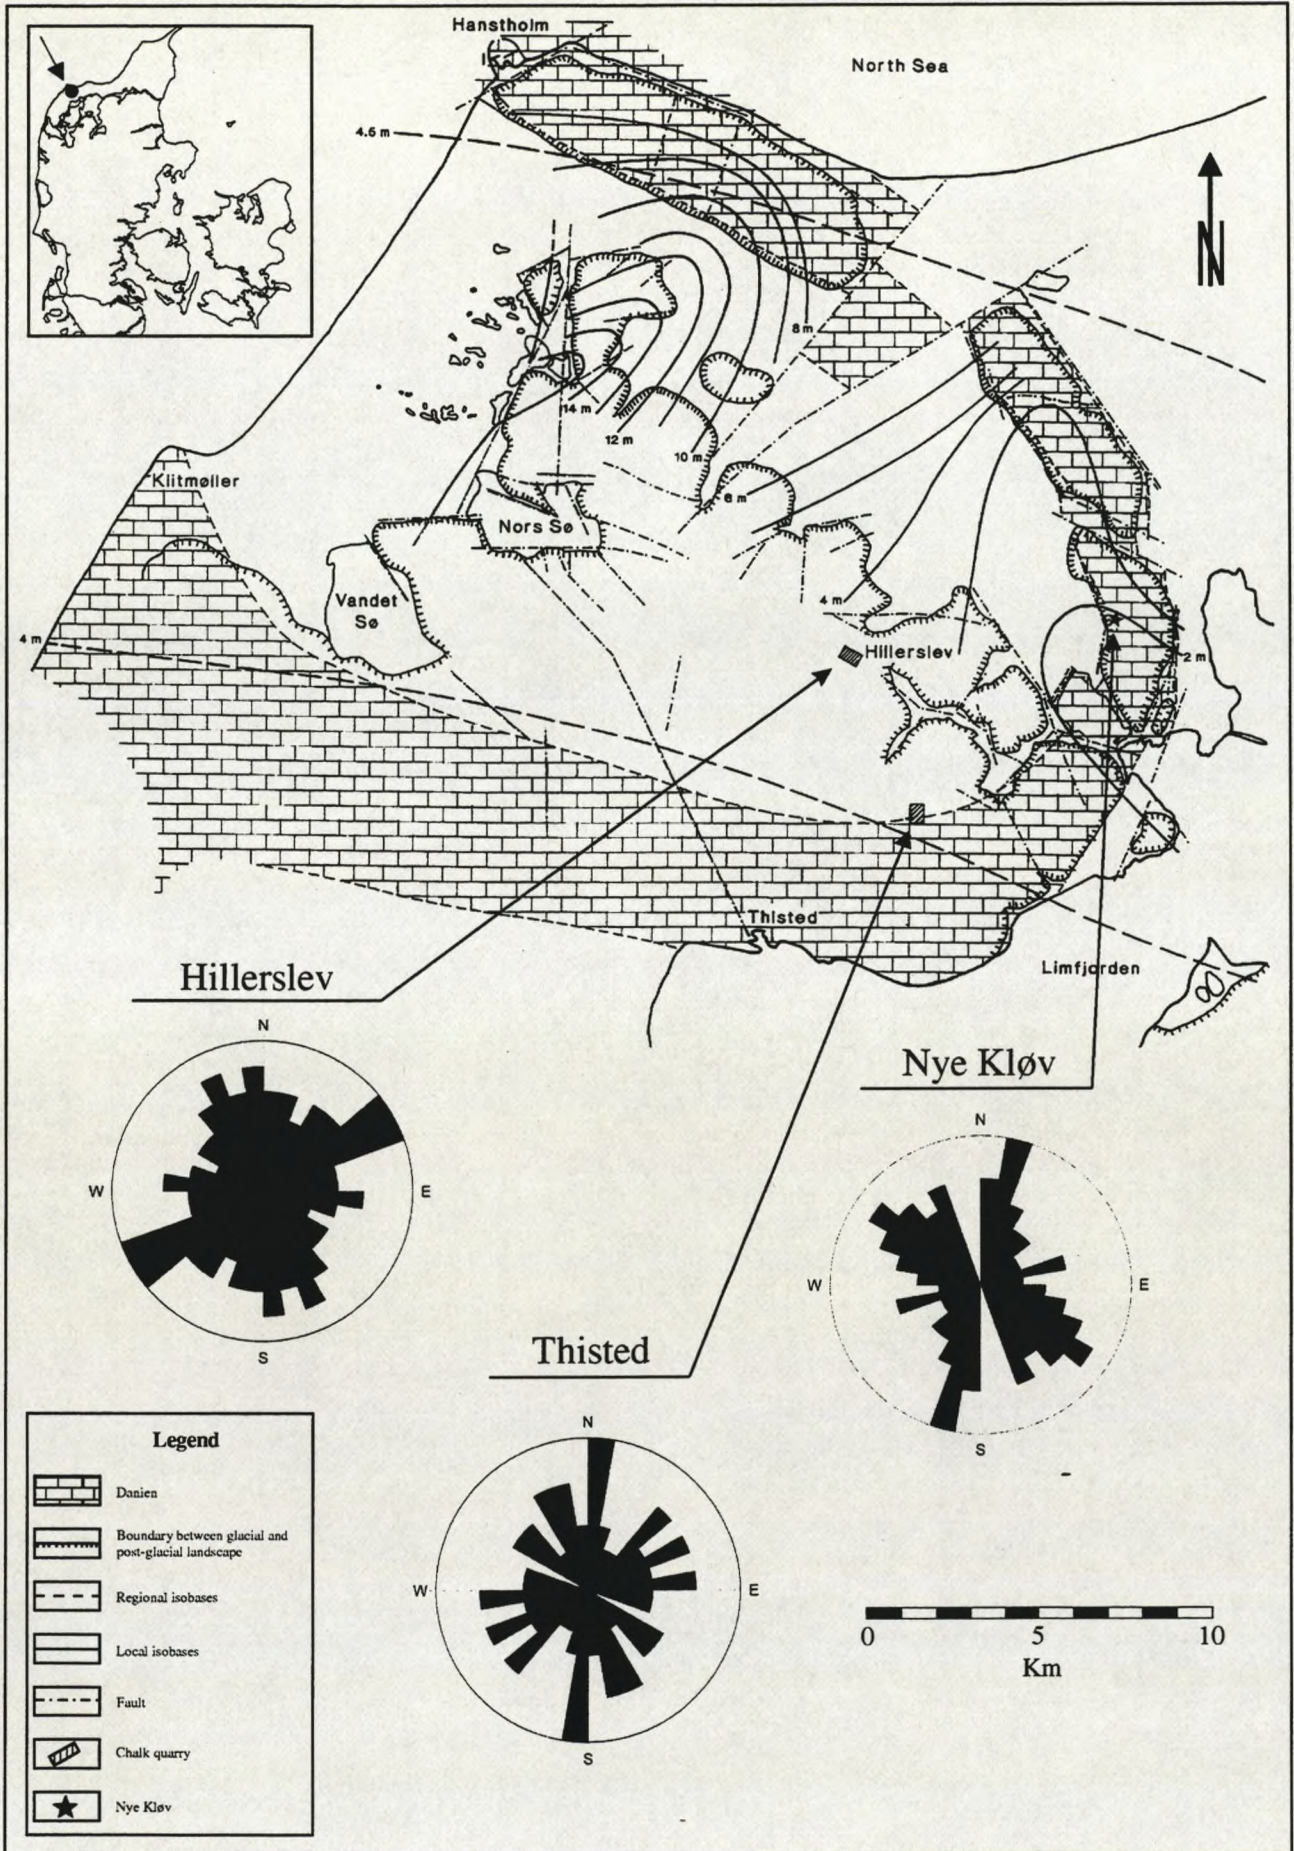 Hanstholm
North Sea
4.6 m
N
8 m
14 m
12 m
10 m
6 m
Klitmøller
Nors Sø
Vandet
Sø
4 m
4 m
Hillerslev
2 m
Thisted
Limfjorden
Hillerslev
N
W
E
S
Nye Kløv
N
W
E
S
Thisted
N
W
E
S
Legend
Danien
Boundary between glacial and
post-glacial landscape
Regional isobases
Local isobases
Fault
Chalk quarry
Nye Kløv
0 5 10
Km